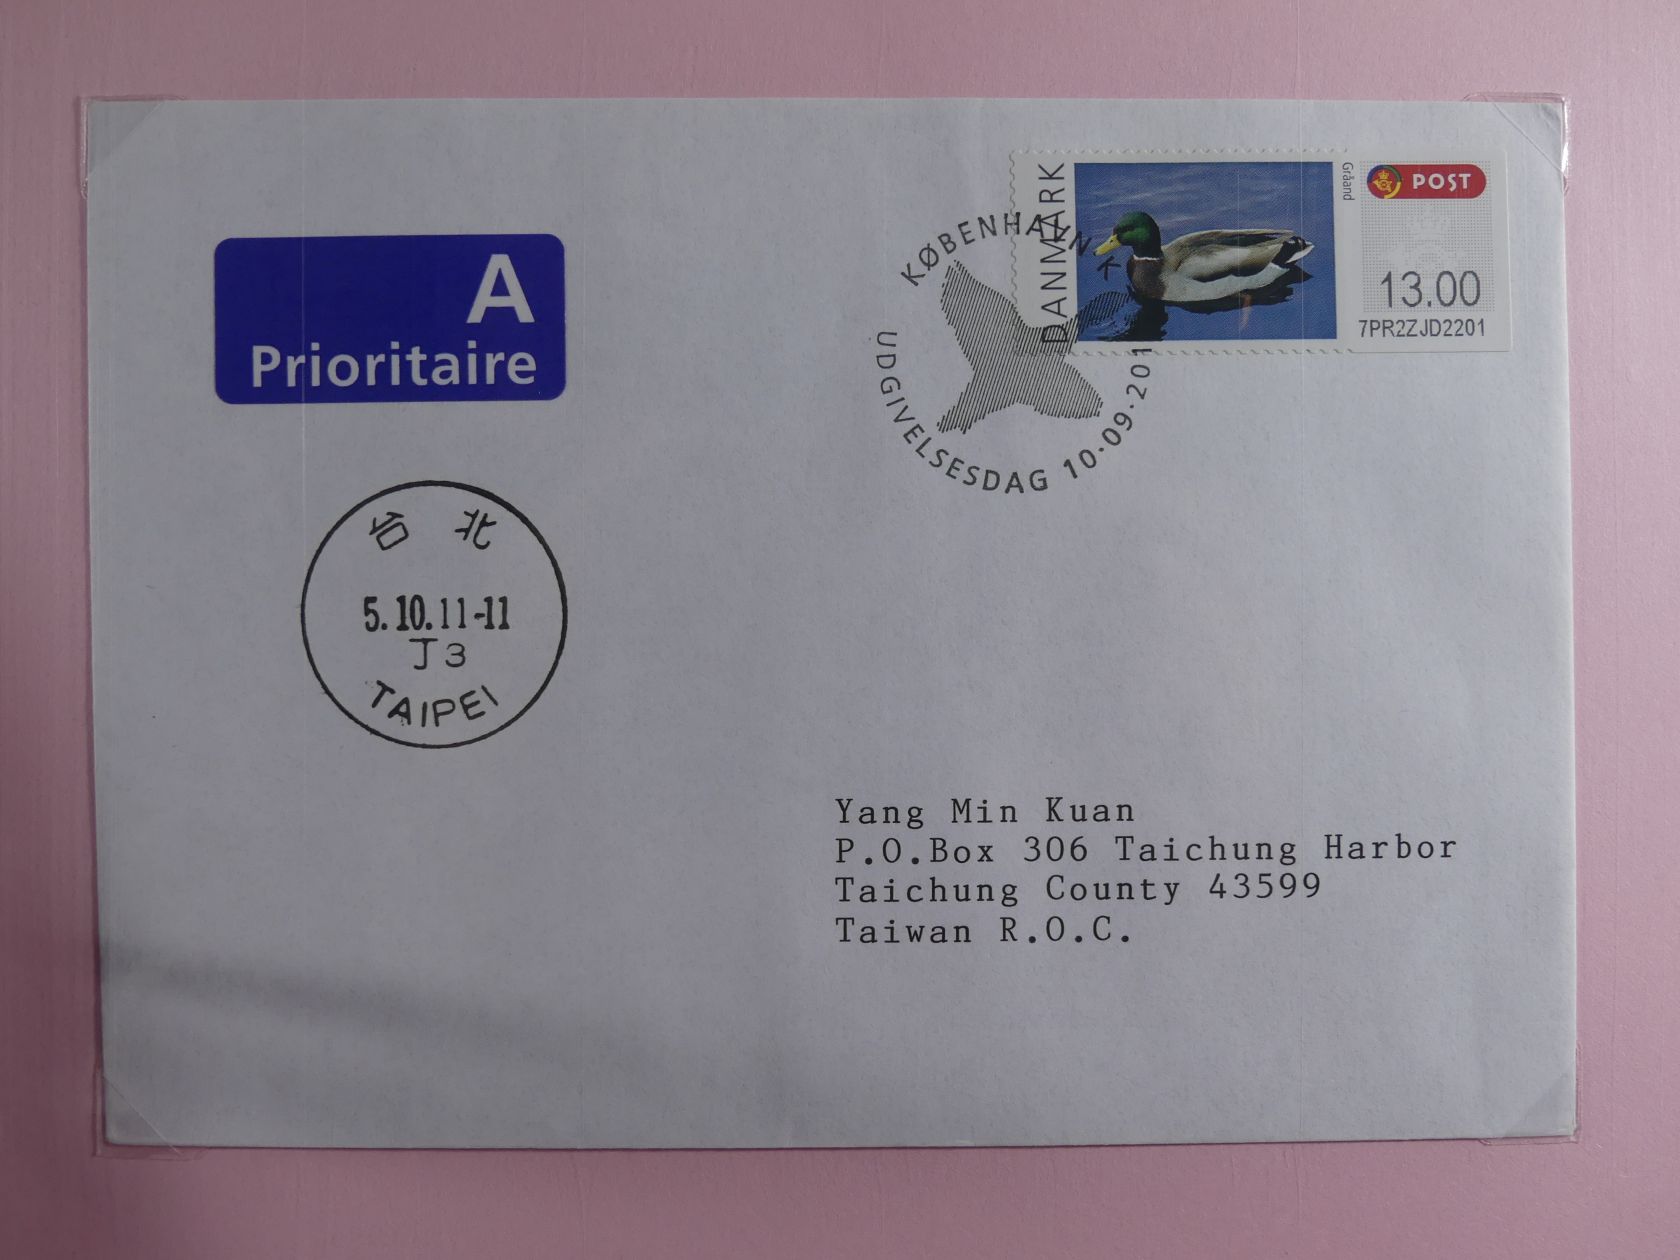 DANMARK
Gråand
POST
13.00
7PR2ZJD2201
KØBENHAVN K
UDGIVELSESDAG 10.09.201
A
Prioritaire
台 北
5.10.11-11
J3
TAIPEI
Yang Min Kuan
P.O.Box 306 Taichung Harbor
Taichung County 43599
Taiwan R.O.C.